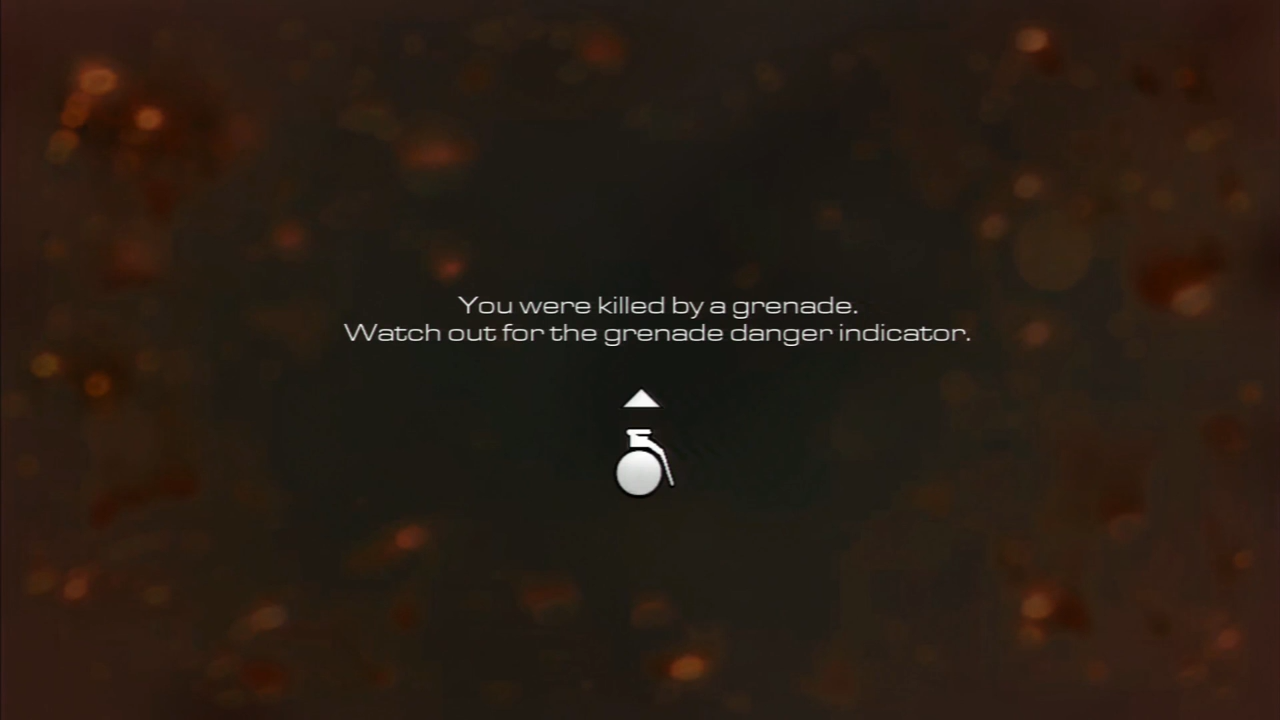 You were killed by a grenade.
Watch out for the grenade danger indicator.